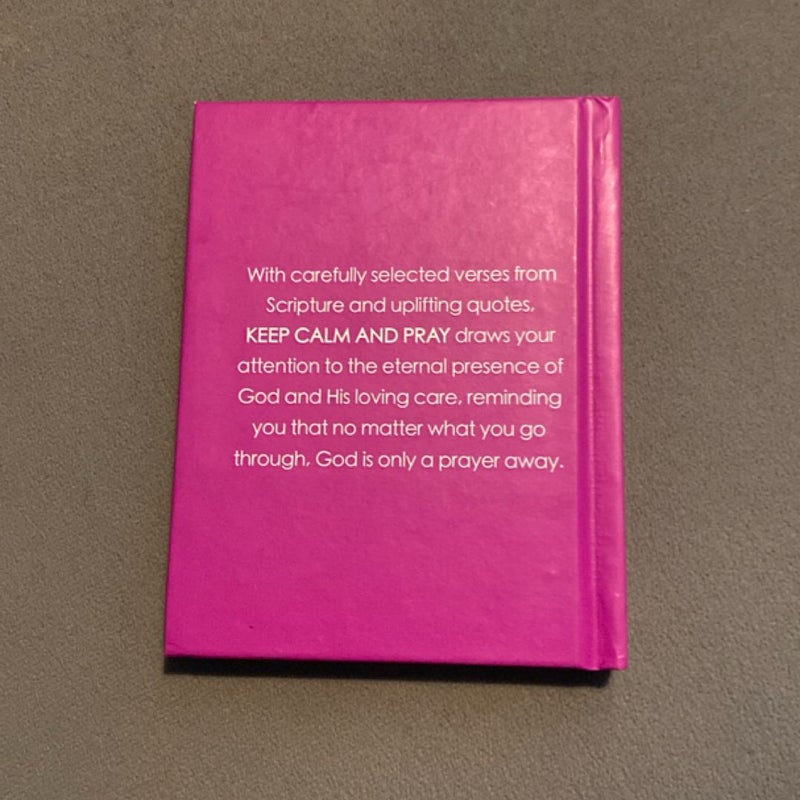 With carefully selected verses from
Scripture and uplifting quotes,
KEEP CALM AND PRAY draws your
attention to the eternal presence of
God and His loving care, reminding
you that no matter what you go
through, God is only a prayer away.